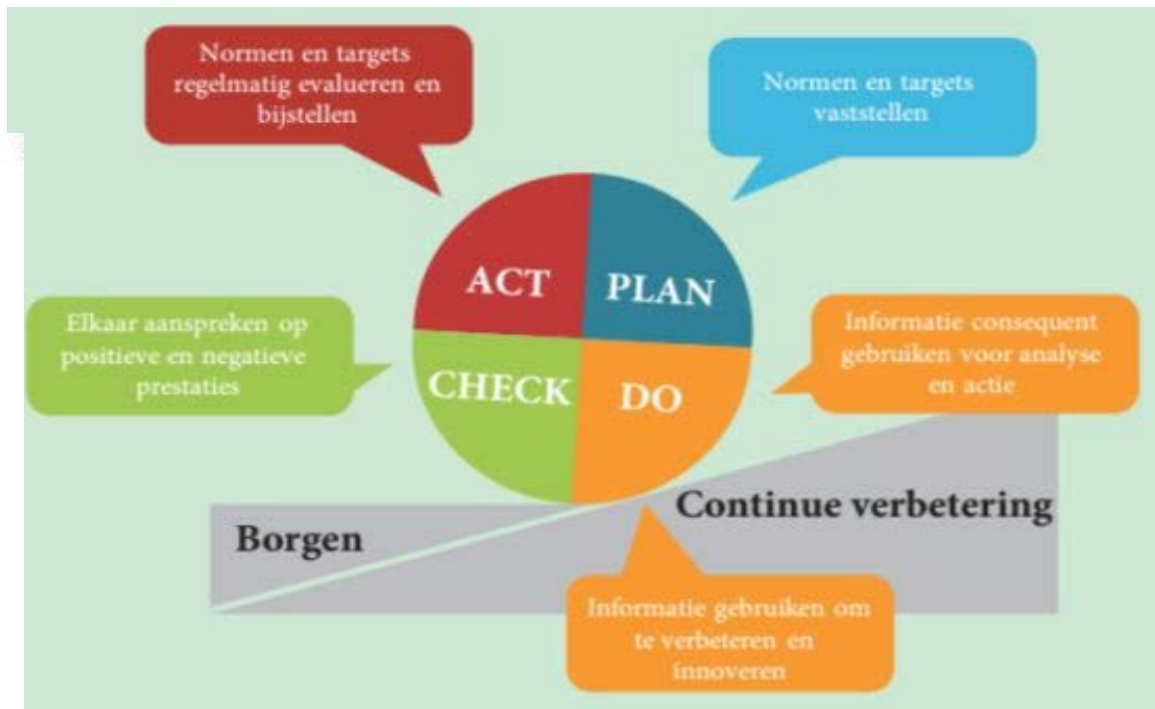 Normen en targets
regelmatig evalueren en
bijstellen
Normen en targets
vaststellen
ACT
PLAN
Elkaar aanspreken op
positieve en negatieve
prestaties
Informatie consequent
gebruiken voor analyse
en actie
CHECK
DO
Borgen
Continue verbetering
Informatie gebruiken om
te verbeteren en
innoveren